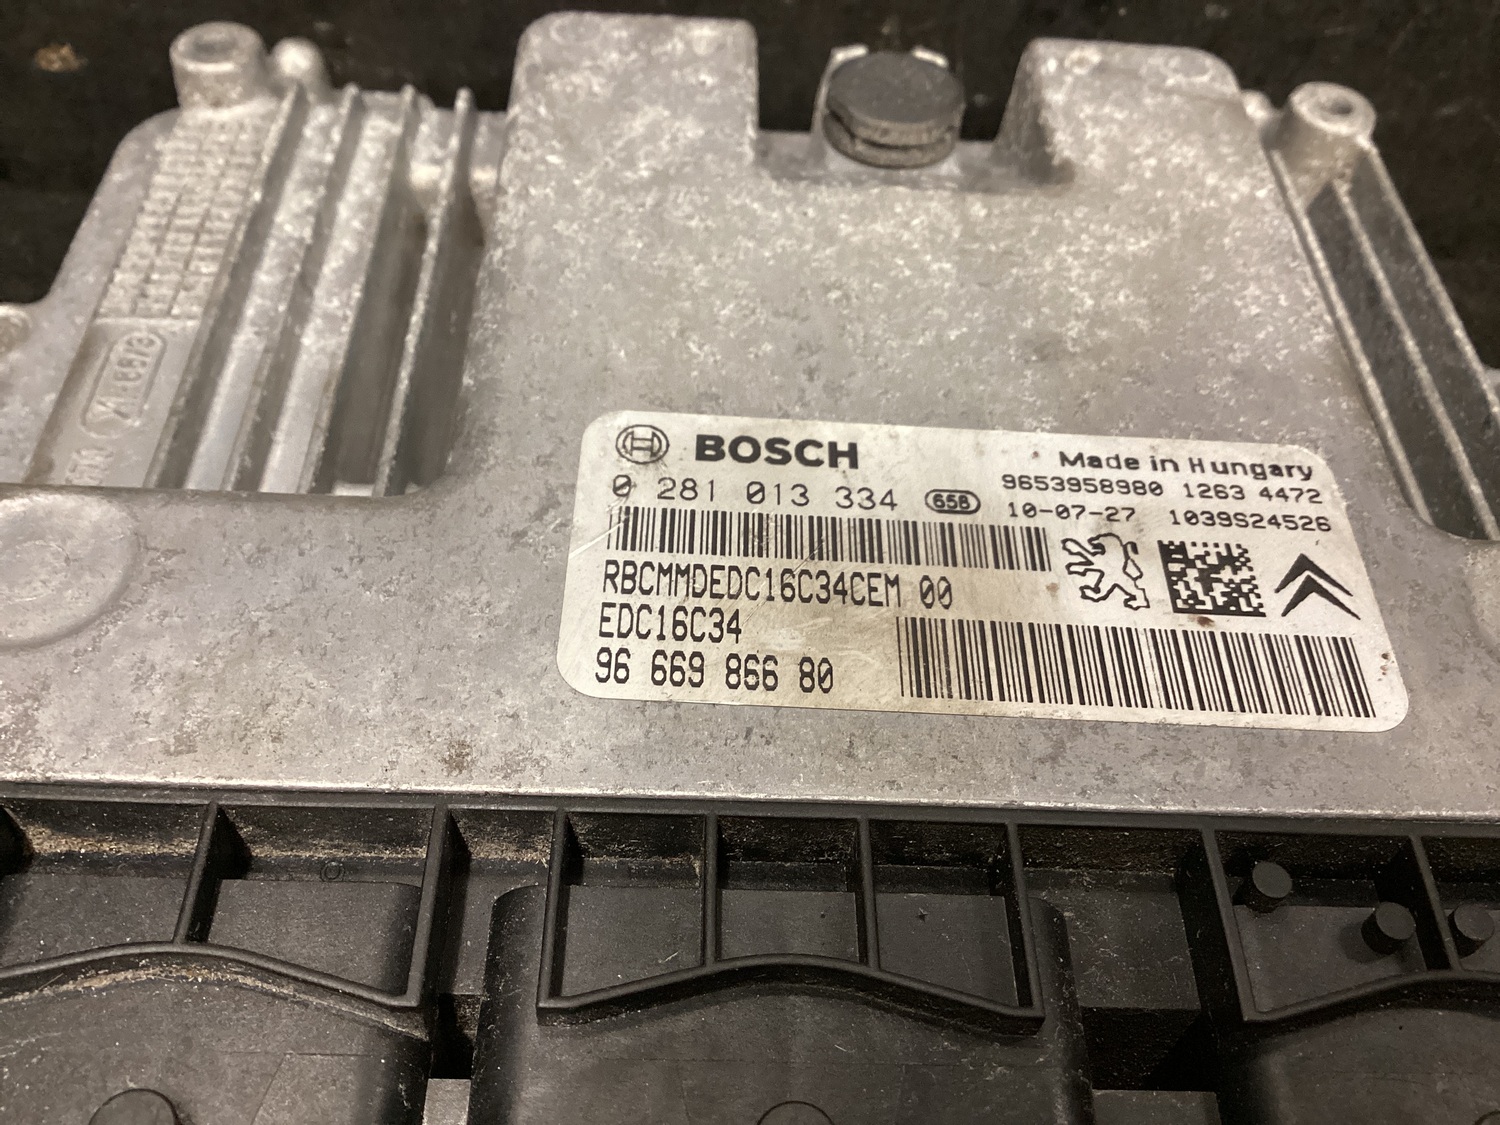 BOSCH
Made in Hungary
0 281 013 334 658
9653958980 1263 4472
10-07-27 1039S24526
RBCMMDEDC16C34CEM 00
EDC16C34
96 669 866 80